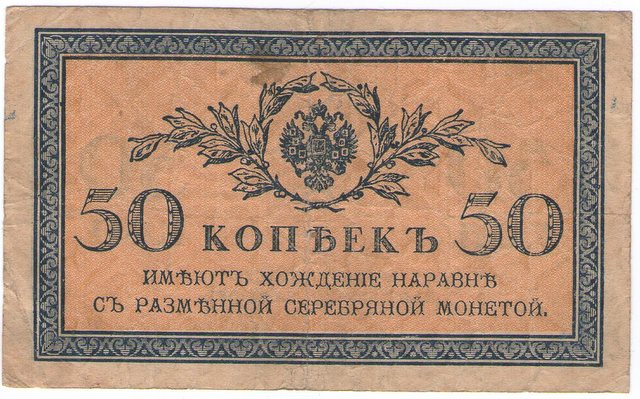 50 КОПѢЕКЪ 50
ИМѢЮТЪ ХОЖДЕНІЕ НАРАВНѢ
СЪ РАЗМѢННОЙ СЕРЕБРЯНОЙ МОНЕТОЙ.